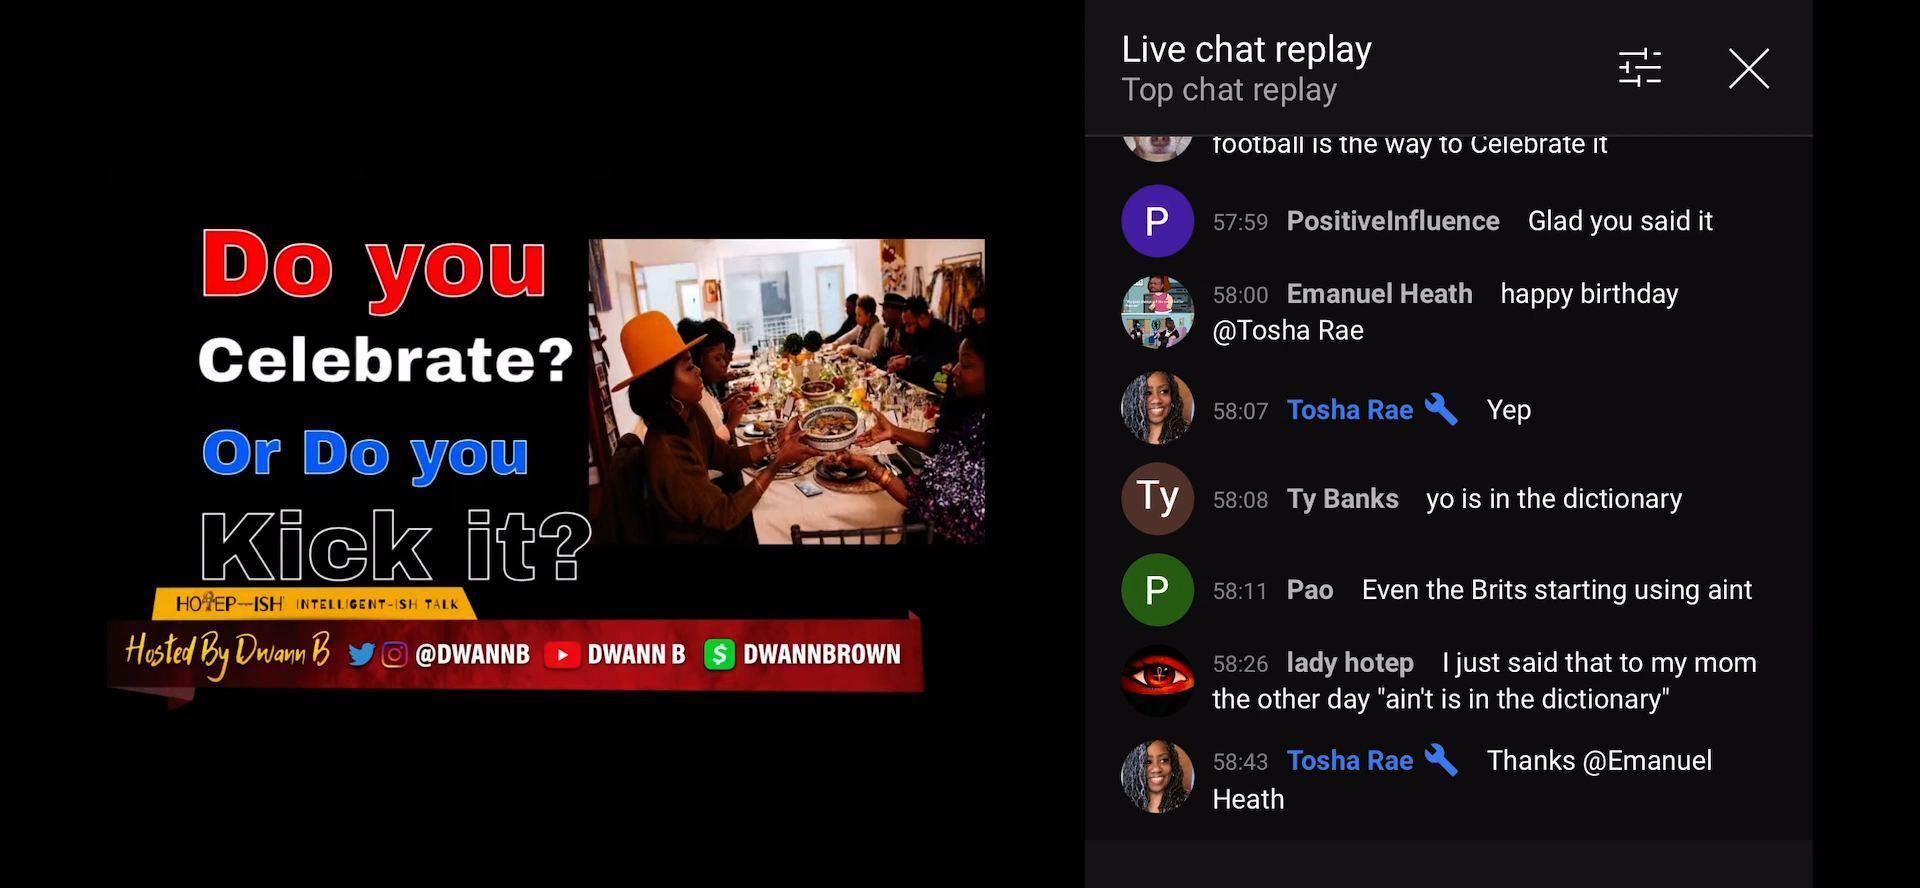 Do you
Celebrate?
Or Do you
Kick it?
HOTEP-ISH INTELLIGENT-ISH TALK
Hosted By Dwann B @DWANNB DWANN B $ DWANNBROWN
Live chat replay
Top chat replay
football is the way to Celebrate it
P 57:59 PositiveInfluence Glad you said it
58:00 Emanuel Heath happy birthday
@Tosha Rae
58:07 Tosha Rae Yep
Ty 58:08 Ty Banks yo is in the dictionary
P 58:11 Pao Even the Brits starting using aint
58:26 lady hotep I just said that to my mom
the other day "ain't is in the dictionary"
58:43 Tosha Rae Thanks @Emanuel
Heath